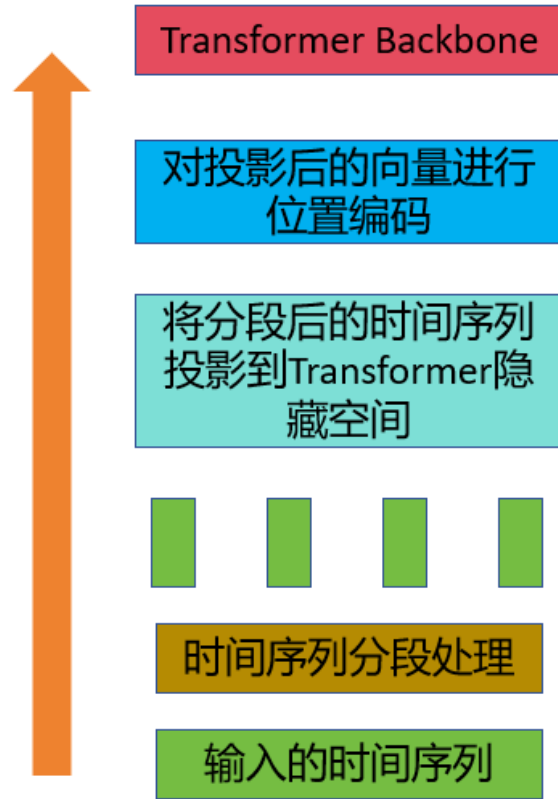 Transformer Backbone
对投影后的向量进行
位置编码
将分段后的时间序列
投影到Transformer隐
藏空间
时间序列分段处理
输入的时间序列